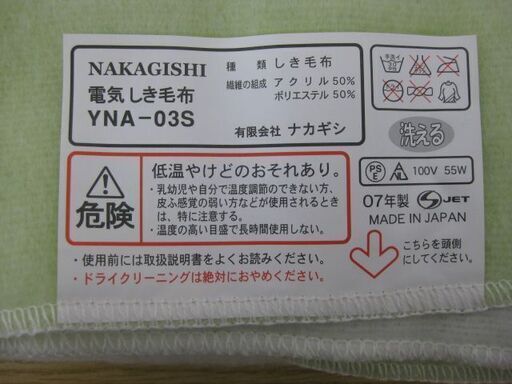 NAKAGISHI
電気しき毛布
YNA-03S
種　類　しき毛布
繊維の組成　アクリル50%
ポリエステル50%
有限会社 ナカギシ
洗える
危険
低温やけどのおそれあり。
・乳幼児や自分で温度調節のできない方、
皮ふ感覚の弱い方などが使用されるとき
は、特に注意する。
・温度の高い目盛で長時間使用しない。
PSE 100V 55W
07年製 JET
MADE IN JAPAN
・使用前には取扱説明書をよくお読みください。
・ドライクリーニングは絶対におやめください。
こちらを頭側
にしてください。